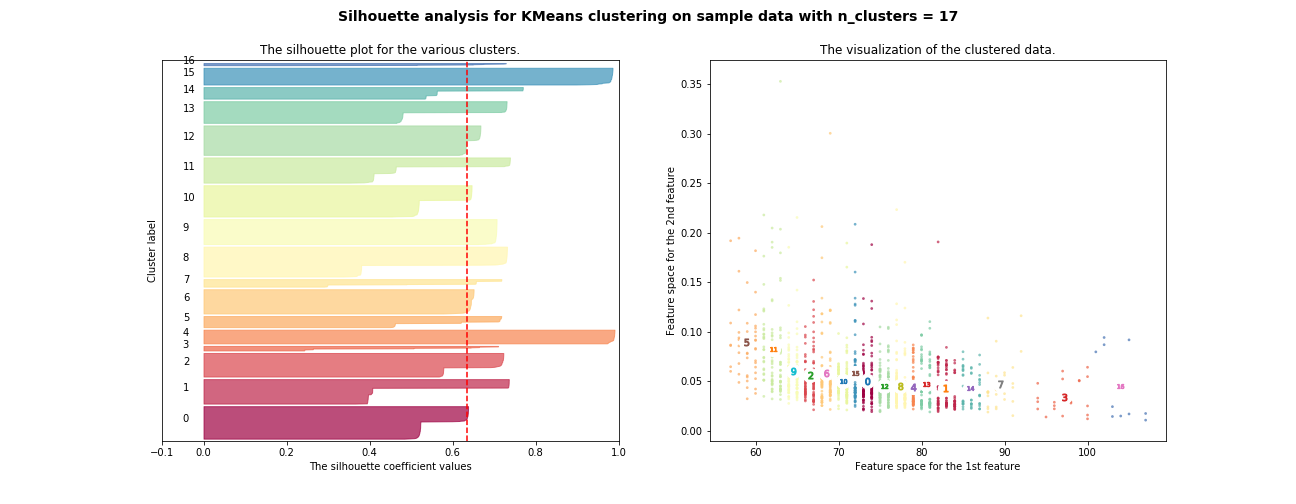 Silhouette analysis for KMeans clustering on sample data with n_clusters = 17
The silhouette plot for the various clusters.
16
15
14
13
12
11
10
9
8
7
6
5
4
3
2
1
0
Cluster label
−0.1 0.0 0.2 0.4 0.6 0.8 1.0
The silhouette coefficient values
The visualization of the clustered data.
0.35
0.30
0.25
0.20
0.15
0.10
0.05
0.00
Feature space for the 2nd feature
5 11 9 2 6 10 15 0 12 8 4 13 1 14 7 3 16
60 70 80 90 100
Feature space for the 1st feature